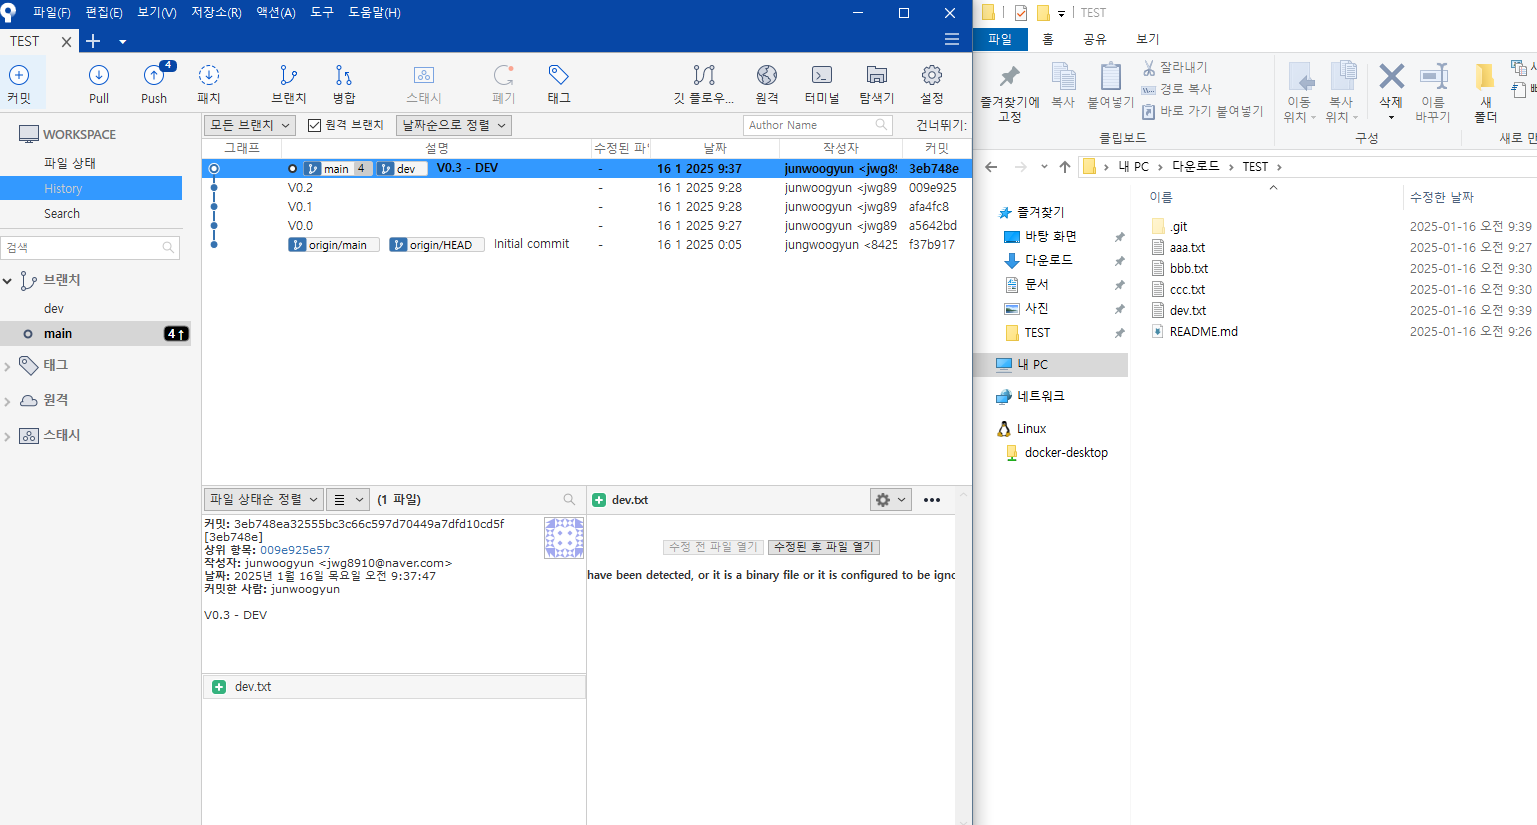 파일(F) 편집(E) 보기(V) 저장소(R) 액션(A) 도구 도움말(H)
TEST
커밋 Pull 4 Push 패치 브랜치 병합 스태시 폐기 태그 깃 플로우... 원격 터미널 탐색기 설정
WORKSPACE
파일 상태
History
Search
검색
브랜치
dev
main 4↑
태그
원격
스태시
모든 브랜치 원격 브랜치 날짜순으로 정렬 Author Name 건너뛰기:
그래프 설명 수정된 날짜 작성자 커밋
main 4 dev V0.3 - DEV - 16 1 2025 9:37 junwoogyun <jwg89 3eb748e
V0.2 - 16 1 2025 9:28 junwoogyun <jwg89 009e925
V0.1 - 16 1 2025 9:28 junwoogyun <jwg89 afa4fc8
V0.0 - 16 1 2025 9:27 junwoogyun <jwg89 a5642bd
origin/main origin/HEAD Initial commit - 16 1 2025 0:05 jungwoogyun <8425 f37b917
파일 상태순 정렬 (1 파일)
커밋: 3eb748ea32555bc3c66c597d70449a7dfd10cd5f
[3eb748e]
상위 항목: 009e925e57
작성자: junwoogyun <jwg8910@naver.com>
날짜: 2025년 1월 16일 목요일 오전 9:37:47
커밋한 사람: junwoogyun
V0.3 - DEV
dev.txt
dev.txt
수정 전 파일 열기 수정된 후 파일 열기
have been detected, or it is a binary file or it is configured to be igno
TEST
파일 홈 공유 보기
즐겨찾기에
고정
복사
붙여넣기
잘라내기
경로 복사
바로 가기 붙여넣기
클립보드
이동
위치
복사
위치
삭제
이름
바꾸기
구성
새
폴더
새로 만
내 PC 다운로드 TEST
즐겨찾기
바탕 화면
다운로드
문서
사진
TEST
내 PC
네트워크
Linux
docker-desktop
이름 수정한 날짜
.git 2025-01-16 오전 9:39
aaa.txt 2025-01-16 오전 9:27
bbb.txt 2025-01-16 오전 9:30
ccc.txt 2025-01-16 오전 9:30
dev.txt 2025-01-16 오전 9:39
README.md 2025-01-16 오전 9:26